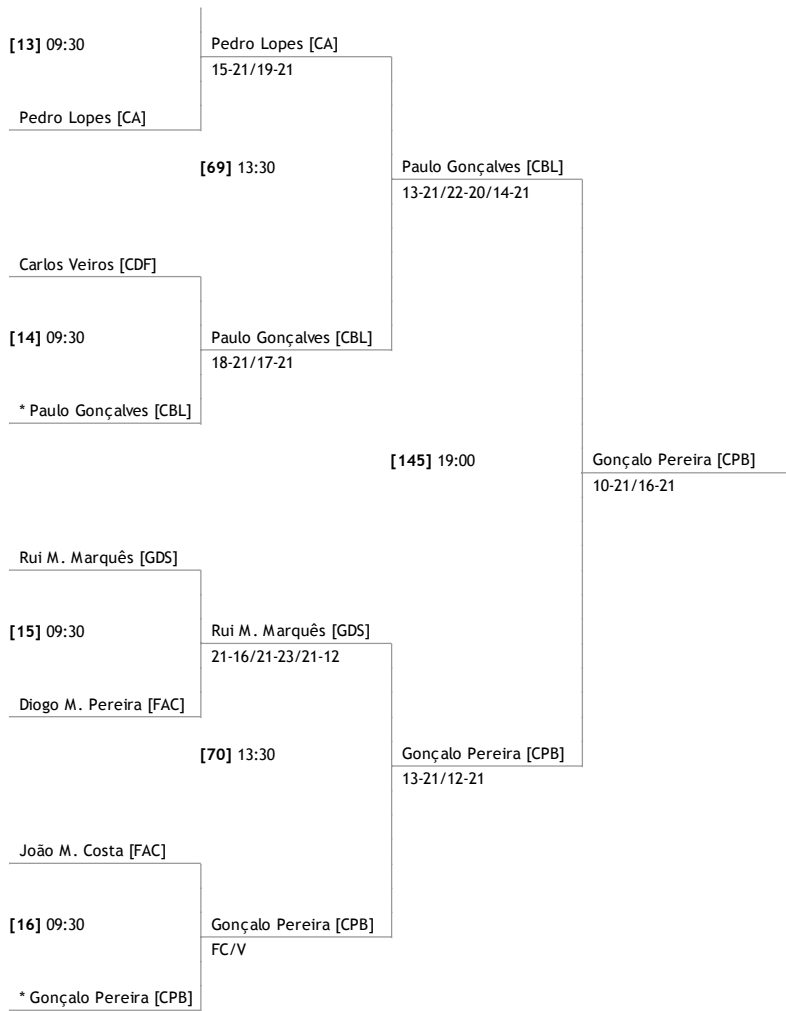 [13] 09:30
Pedro Lopes [CA]
15-21/19-21
Pedro Lopes [CA]
[69] 13:30
Paulo Gonçalves [CBL]
13-21/22-20/14-21
Carlos Veiros [CDF]
[14] 09:30
Paulo Gonçalves [CBL]
18-21/17-21
* Paulo Gonçalves [CBL]
[145] 19:00
Gonçalo Pereira [CPB]
10-21/16-21
Rui M. Marquês [GDS]
[15] 09:30
Rui M. Marquês [GDS]
21-16/21-23/21-12
Diogo M. Pereira [FAC]
[70] 13:30
Gonçalo Pereira [CPB]
13-21/12-21
João M. Costa [FAC]
[16] 09:30
Gonçalo Pereira [CPB]
FC/V
* Gonçalo Pereira [CPB]